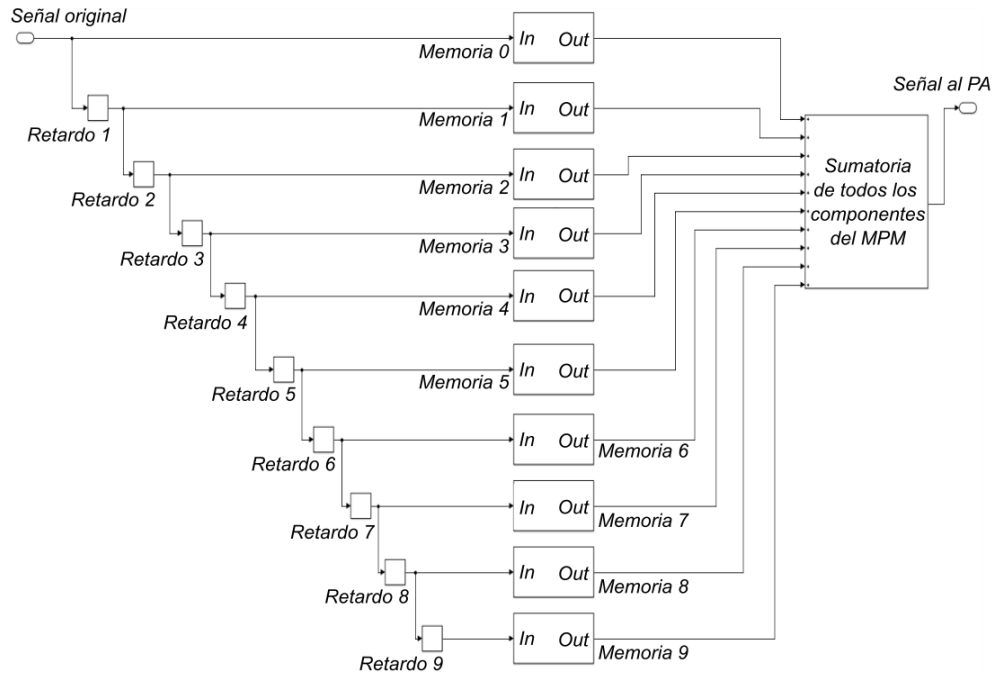 Señal original
In Out
Memoria 0
Señal al PA
In Out
Memoria 1
Retardo 1
Sumatoria
de todos los
componentes
del MPM
In Out
Memoria 2
Retardo 2
In Out
Memoria 3
Retardo 3
In Out
Memoria 4
Retardo 4
In Out
Memoria 5
Retardo 5
In Out
Memoria 6
Retardo 6
In Out
Memoria 7
Retardo 7
In Out
Memoria 8
Retardo 8
In Out
Memoria 9
Retardo 9